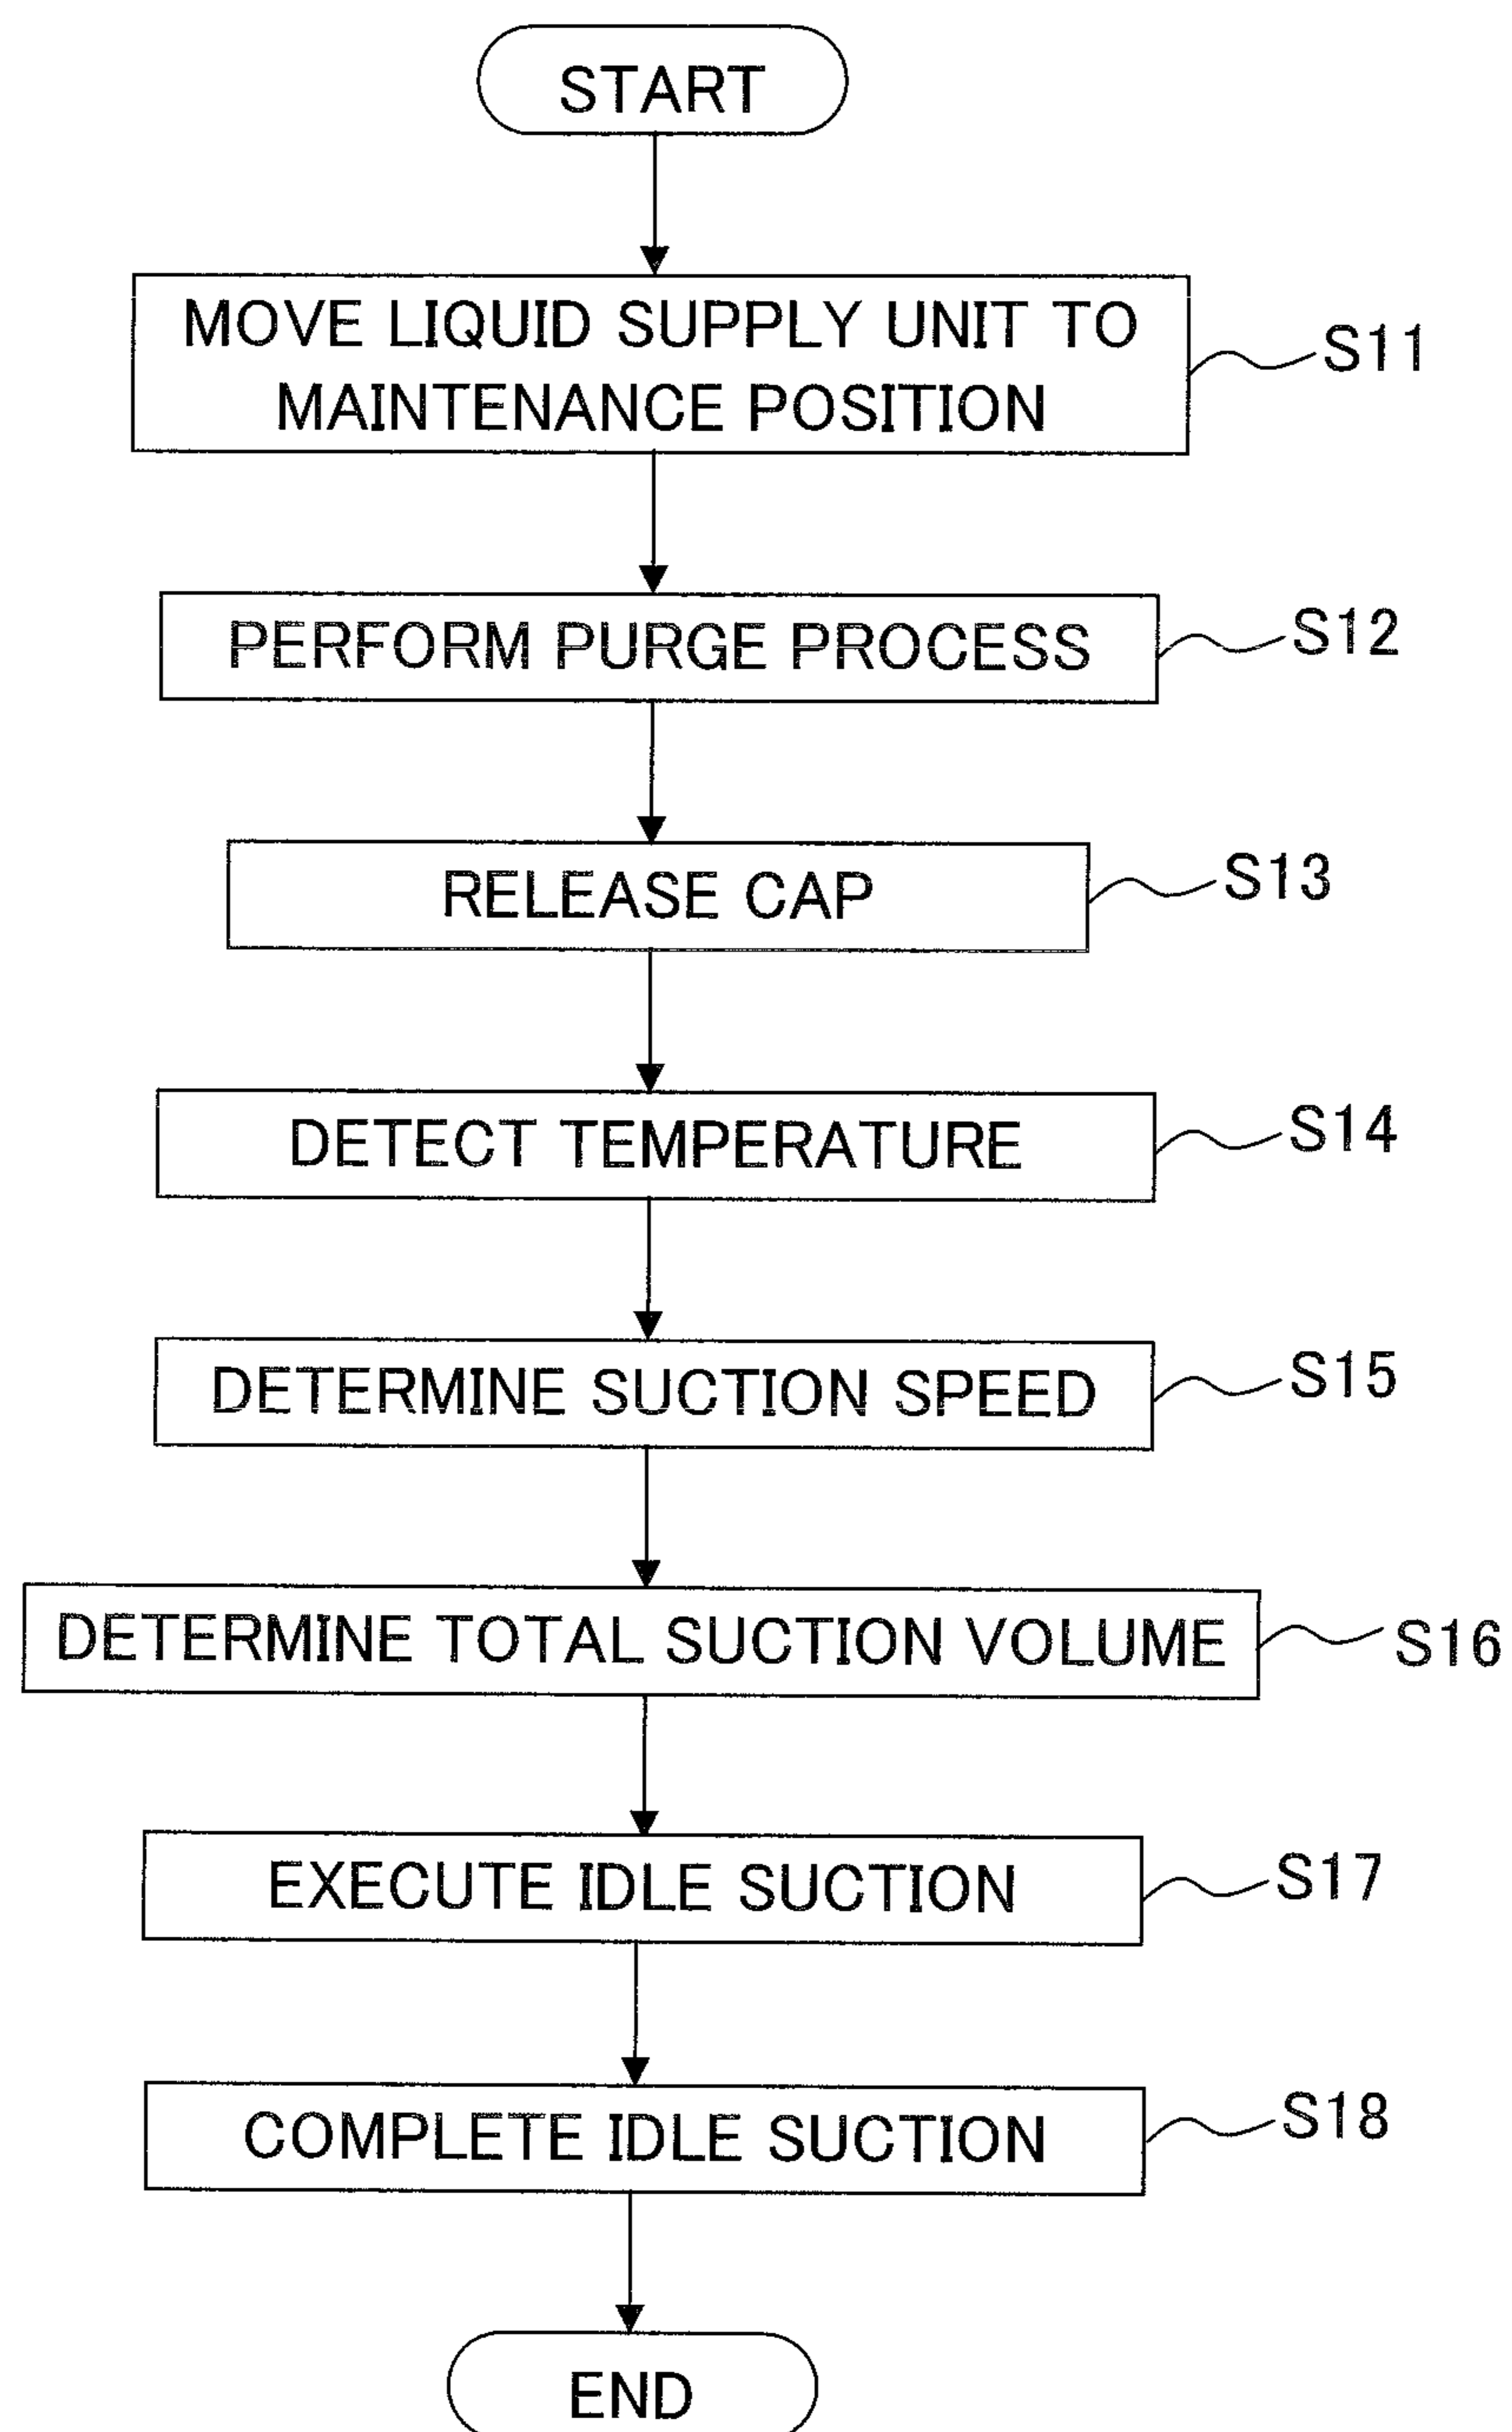 START
MOVE LIQUID SUPPLY UNIT TO
MAINTENANCE POSITION
S11
PERFORM PURGE PROCESS
S12
RELEASE CAP
S13
DETECT TEMPERATURE
S14
DETERMINE SUCTION SPEED
S15
DETERMINE TOTAL SUCTION VOLUME
S16
EXECUTE IDLE SUCTION
S17
COMPLETE IDLE SUCTION
S18
END